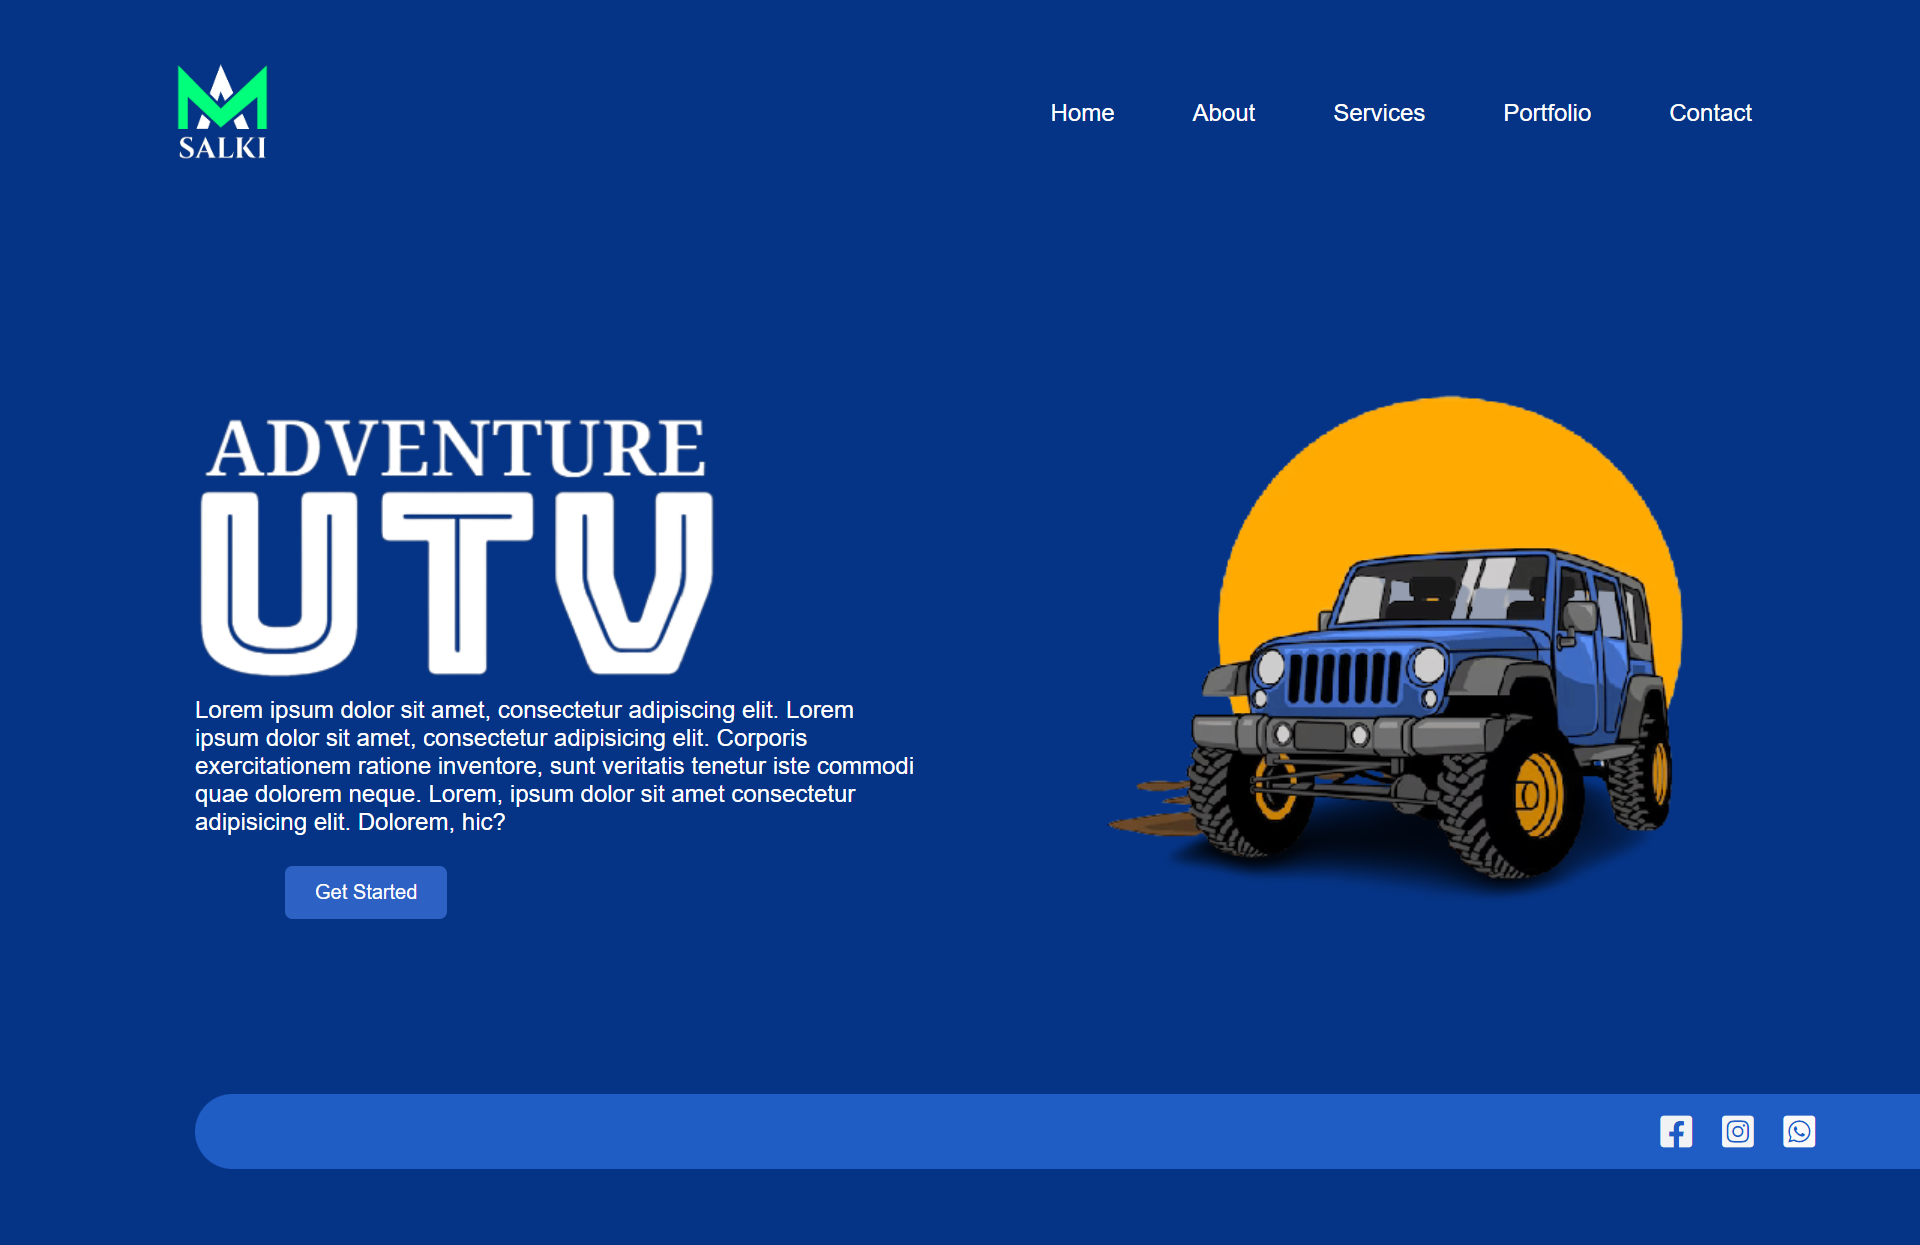 SALKI
Home About Services Portfolio Contact
ADVENTURE
UTV
Lorem ipsum dolor sit amet, consectetur adipiscing elit. Lorem
ipsum dolor sit amet, consectetur adipisicing elit. Corporis
exercitationem ratione inventore, sunt veritatis tenetur iste commodi
quae dolorem neque. Lorem, ipsum dolor sit amet consectetur
adipisicing elit. Dolorem, hic?
Get Started